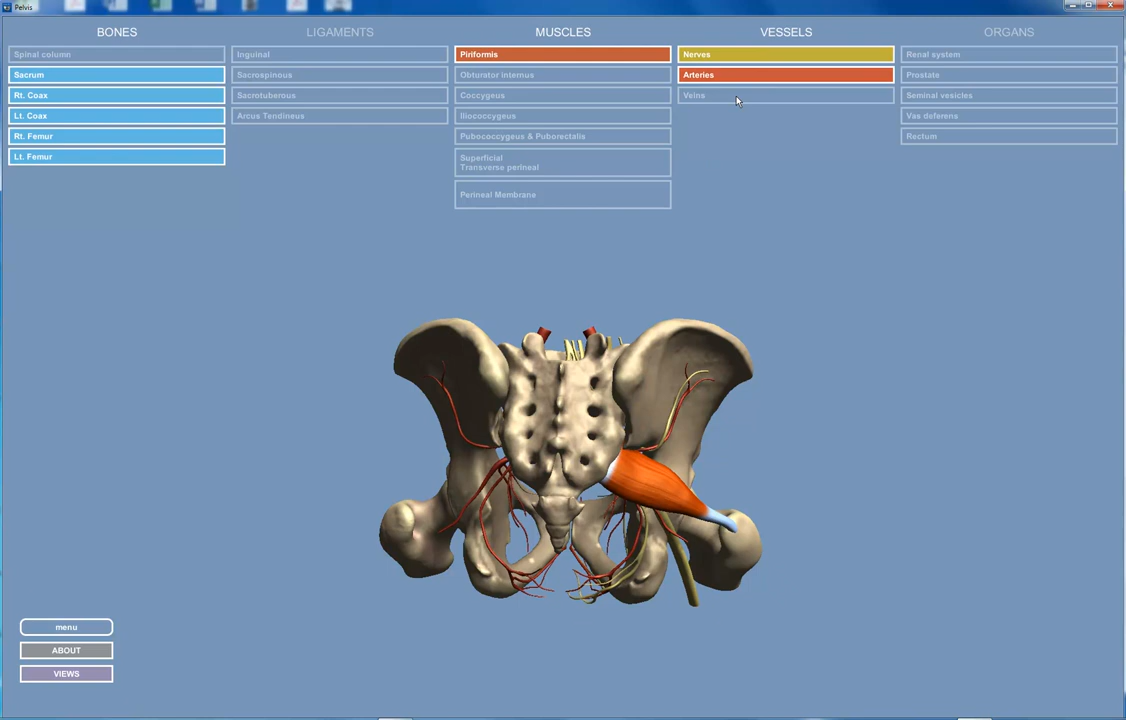 Pelvis
BONES
Spinal column
Sacrum
Rt. Coax
Lt. Coax
Rt. Femur
Lt. Femur
LIGAMENTS
Inguinal
Sacrospinous
Sacrotuberous
Arcus Tendineus
MUSCLES
Piriformis
Obturator internus
Coccygeus
Iliococcygeus
Pubococcygeus & Puborectalis
Superficial
Transverse perineal
Perineal Membrane
VESSELS
Nerves
Arteries
Veins
ORGANS
Renal system
Prostate
Seminal vesicles
Vas deferens
Rectum
menu
ABOUT
VIEWS